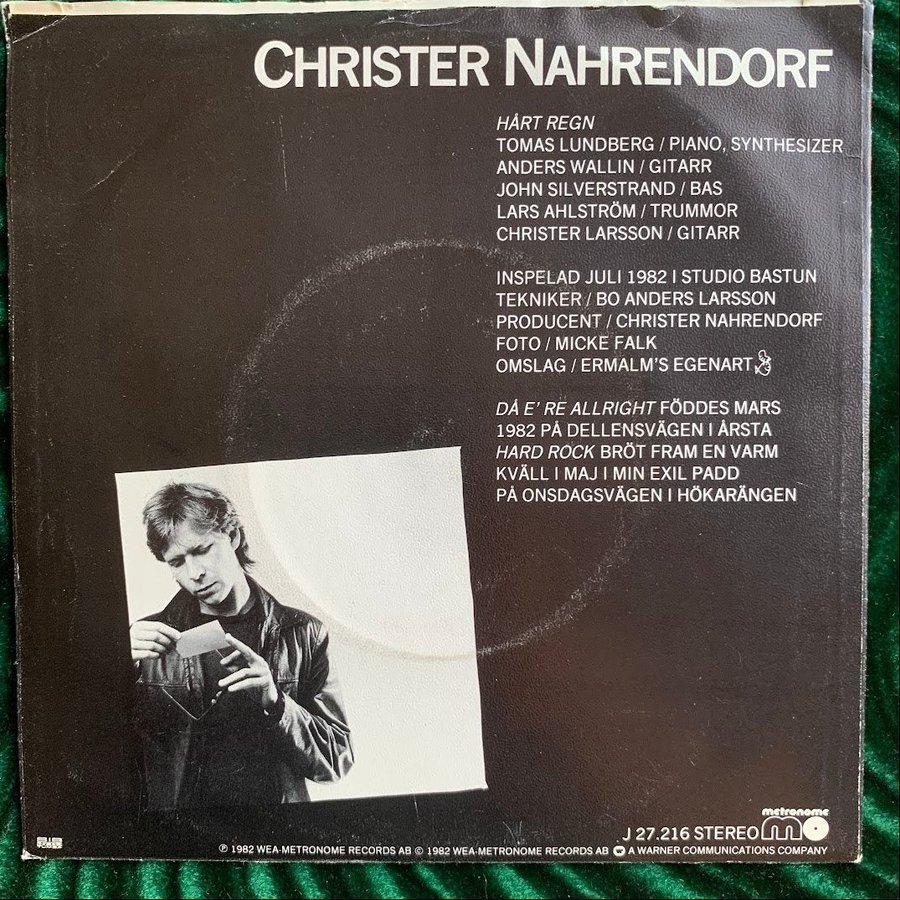 CHRISTER NAHRENDORF
HÅRT REGN
TOMAS LUNDBERG / PIANO, SYNTHESIZER
ANDERS WALLIN / GITARR
JOHN SILVERSTRAND / BAS
LARS AHLSTRÖM / TRUMMOR
CHRISTER LARSSON / GITARR
INSPELAD JULI 1982 I STUDIO BASTUN
TEKNIKER / BO ANDERS LARSSON
PRODUCENT / CHRISTER NAHRENDORF
FOTO / MICKE FALK
OMSLAG / ERMALM'S EGENART
DÅ E' RE ALLRIGHT FÖDDES MARS
1982 PÅ DELLENSVÄGEN I ÅRSTA
HARD ROCK BRÖT FRAM EN VARM
KVÄLL I MAJ I MIN EXIL PADD
PÅ ONSDAGSVÄGEN I HÖKARÄNGEN
metronome
J 27.216 STEREO
℗ 1982 WEA-METRONOME RECORDS AB © 1982 WEA-METRONOME RECORDS AB A WARNER COMMUNICATIONS COMPANY